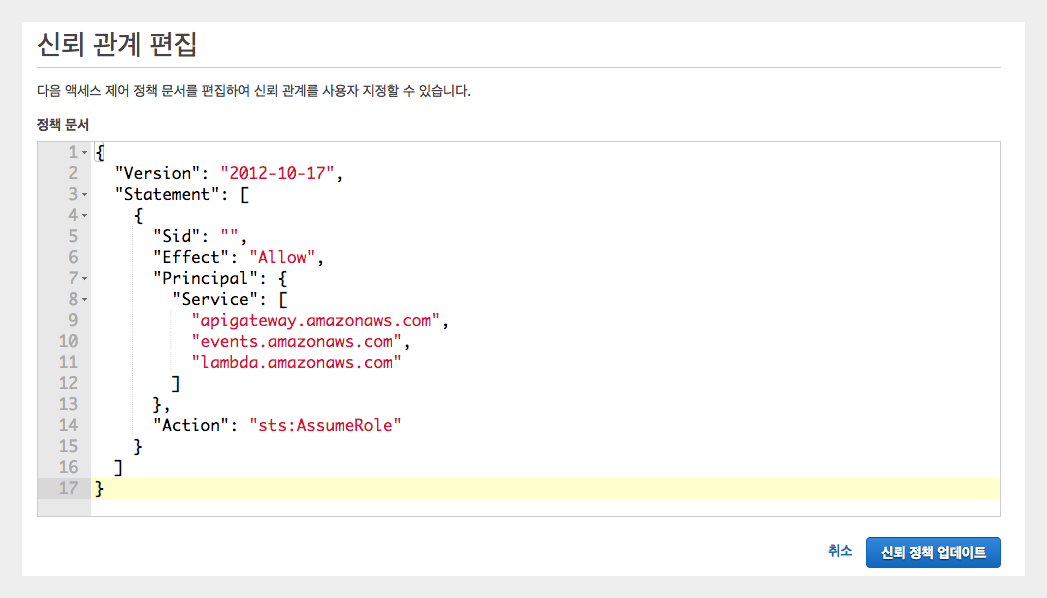 신뢰 관계 편집
다음 액세스 제어 정책 문서를 편집하여 신뢰 관계를 사용자 지정할 수 있습니다.
정책 문서
1 {
2   "Version": "2012-10-17",
3   "Statement": [
4     {
5       "Sid": "",
6       "Effect": "Allow",
7       "Principal": {
8         "Service": [
9           "apigateway.amazonaws.com",
10           "events.amazonaws.com",
11           "lambda.amazonaws.com"
12         ]
13       },
14       "Action": "sts:AssumeRole"
15     }
16   ]
17 }
취소 신뢰 정책 업데이트